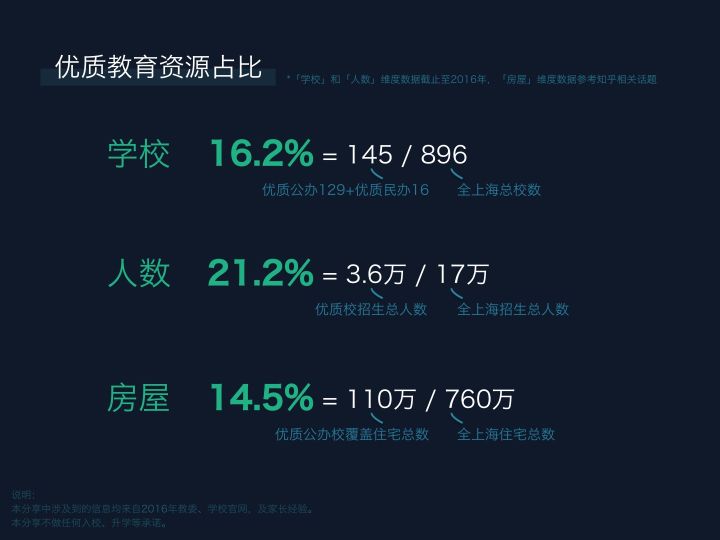 优质教育资源占比
*「学校」和「人数」维度数据截止至2016年，「房屋」维度数据参考知乎相关话题
学校 16.2% = 145 / 896
优质公办129+优质民办16 全上海总校数
人数 21.2% = 3.6万 / 17万
优质校招生总人数 全上海招生总人数
房屋 14.5% = 110万 / 760万
优质公办校覆盖住宅总数 全上海住宅总数
说明：
本分享中涉及到的信息均来自2016年教委、学校官网，及家长经验。
本分享不做任何入校、升学等承诺。